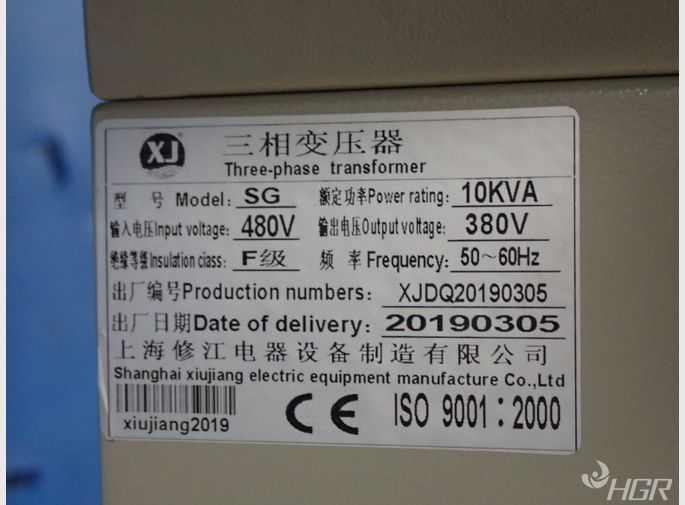 XJ
三相变压器
Three-phase transformer
型 号 Model: SG 额定功率Power rating: 10KVA
输入电压Input voltage: 480V 输出电压Output voltage: 380V
绝缘等级Insulation class: F级 频 率 Frequency: 50～60Hz
出厂编号Production numbers: XJDQ20190305
出厂日期Date of delivery: 20190305
上海修江电器设备制造有限公司
Shanghai xiujiang electric equipment manufacture Co.,Ltd
xiujiang2019
CE ISO 9001:2000
HGR